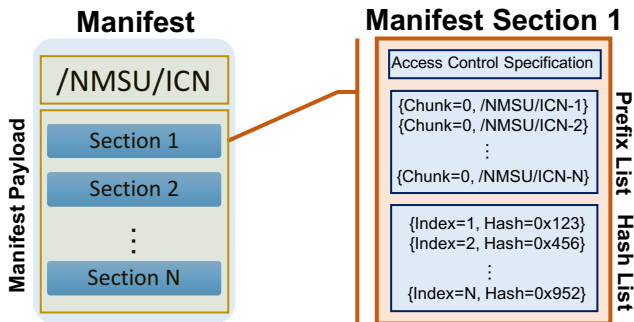 Manifest
/NMSU/ICN
Manifest Payload
Section 1
Section 2
⋮
Section N
Manifest Section 1
Access Control Specification
{Chunk=0, /NMSU/ICN-1}
{Chunk=0, /NMSU/ICN-2}
⋮
{Chunk=0, /NMSU/ICN-N}
Prefix List
{Index=1, Hash=0x123}
{Index=2, Hash=0x456}
⋮
{Index=N, Hash=0x952}
Hash List